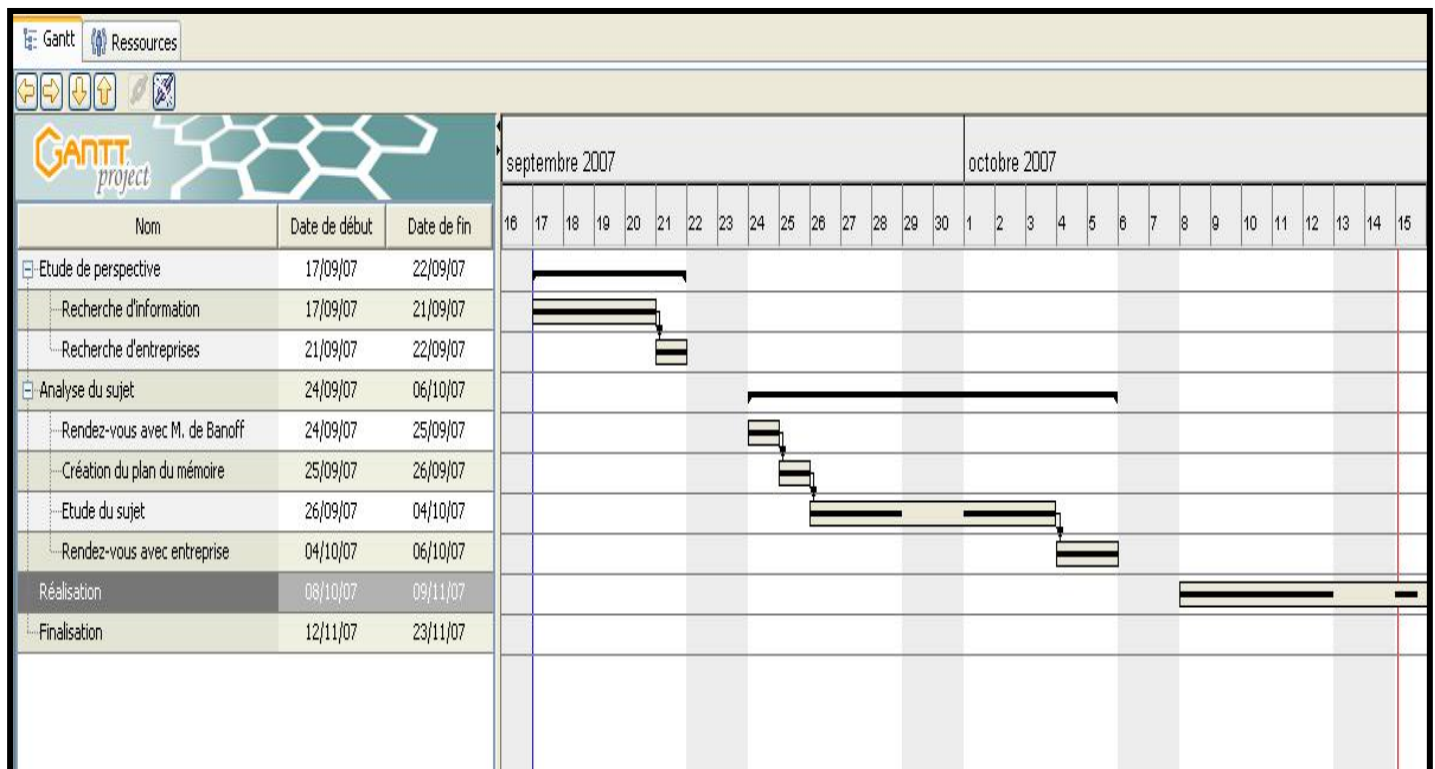 Gantt Ressources
GANTT
project
septembre 2007 octobre 2007
Nom Date de début Date de fin 16 17 18 19 20 21 22 23 24 25 26 27 28 29 30 1 2 3 4 5 6 7 8 9 10 11 12 13 14 15
Etude de perspective 17/09/07 22/09/07
Recherche d'information 17/09/07 21/09/07
Recherche d'entreprises 21/09/07 22/09/07
Analyse du sujet 24/09/07 06/10/07
Rendez-vous avec M. de Banoff 24/09/07 25/09/07
Création du plan du mémoire 25/09/07 26/09/07
Etude du sujet 26/09/07 04/10/07
Rendez-vous avec entreprise 04/10/07 06/10/07
Réalisation 08/10/07 09/11/07
Finalisation 12/11/07 23/11/07